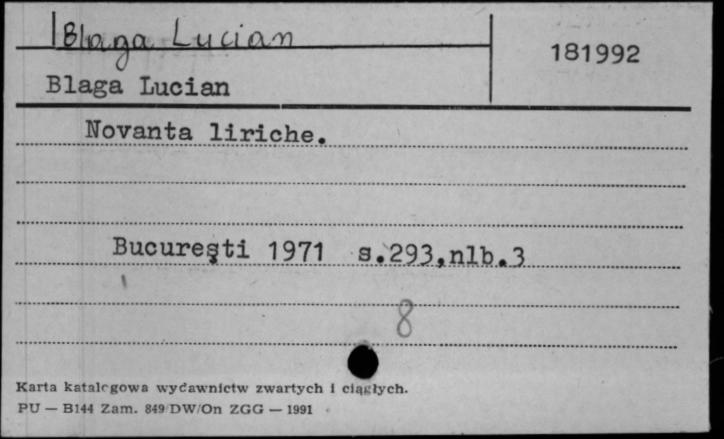 Blaga Lucian
181992
Blaga Lucian
Novanta liriche.
București 1971 s.293,nlb.3
8
Karta katalogowa wydawnictw zwartych i ciągłych.
PU — B144 Zam. 849/DW/On ZGG — 1991